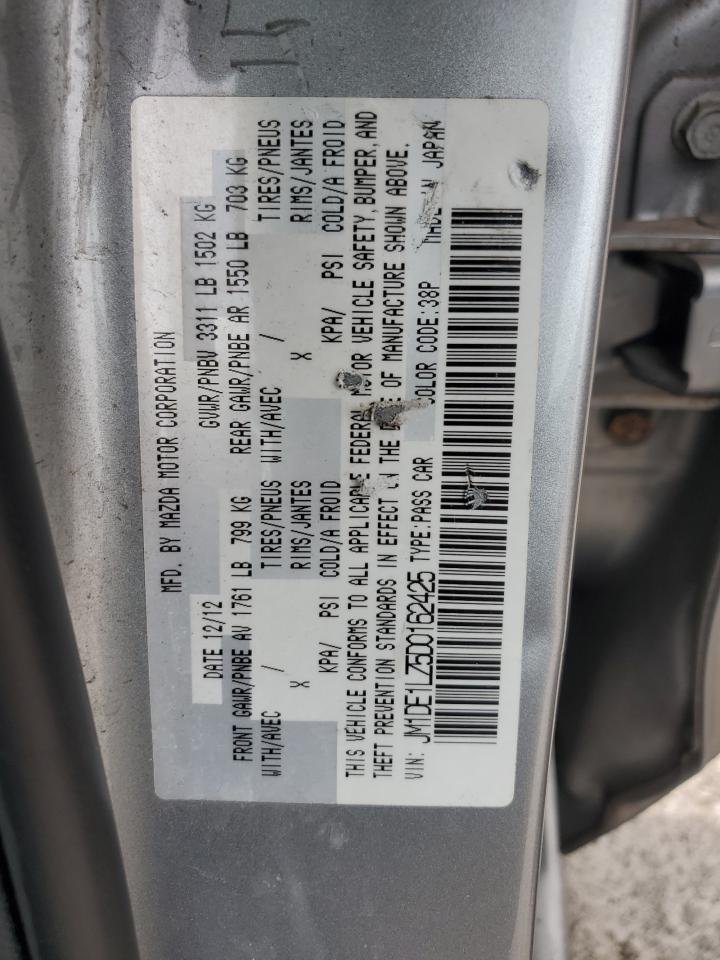 MFD. BY MAZDA MOTOR CORPORATION
DATE 12/12 GVWR/PNBV 3311 LB 1502 KG
FRONT GAWR/PNBE AV 1761 LB 799 KG REAR GAWR/PNBE AR 1550 LB 703 KG
WITH/AVEC / TIRES/PNEUS WITH/AVEC / TIRES/PNEUS
X RIMS/JANTES X RIMS/JANTES
KPA/ PSI COLD/A FROID KPA/ PSI COLD/A FROID
THIS VEHICLE CONFORMS TO ALL APPLICABLE FEDERAL MOTOR VEHICLE SAFETY, BUMPER, AND
THEFT PREVENTION STANDARDS IN EFFECT ON THE DATE OF MANUFACTURE SHOWN ABOVE.
VIN: JM1DE1LZ5D0162425 TYPE:PASS CAR COLOR CODE:38P MADE IN JAPAN